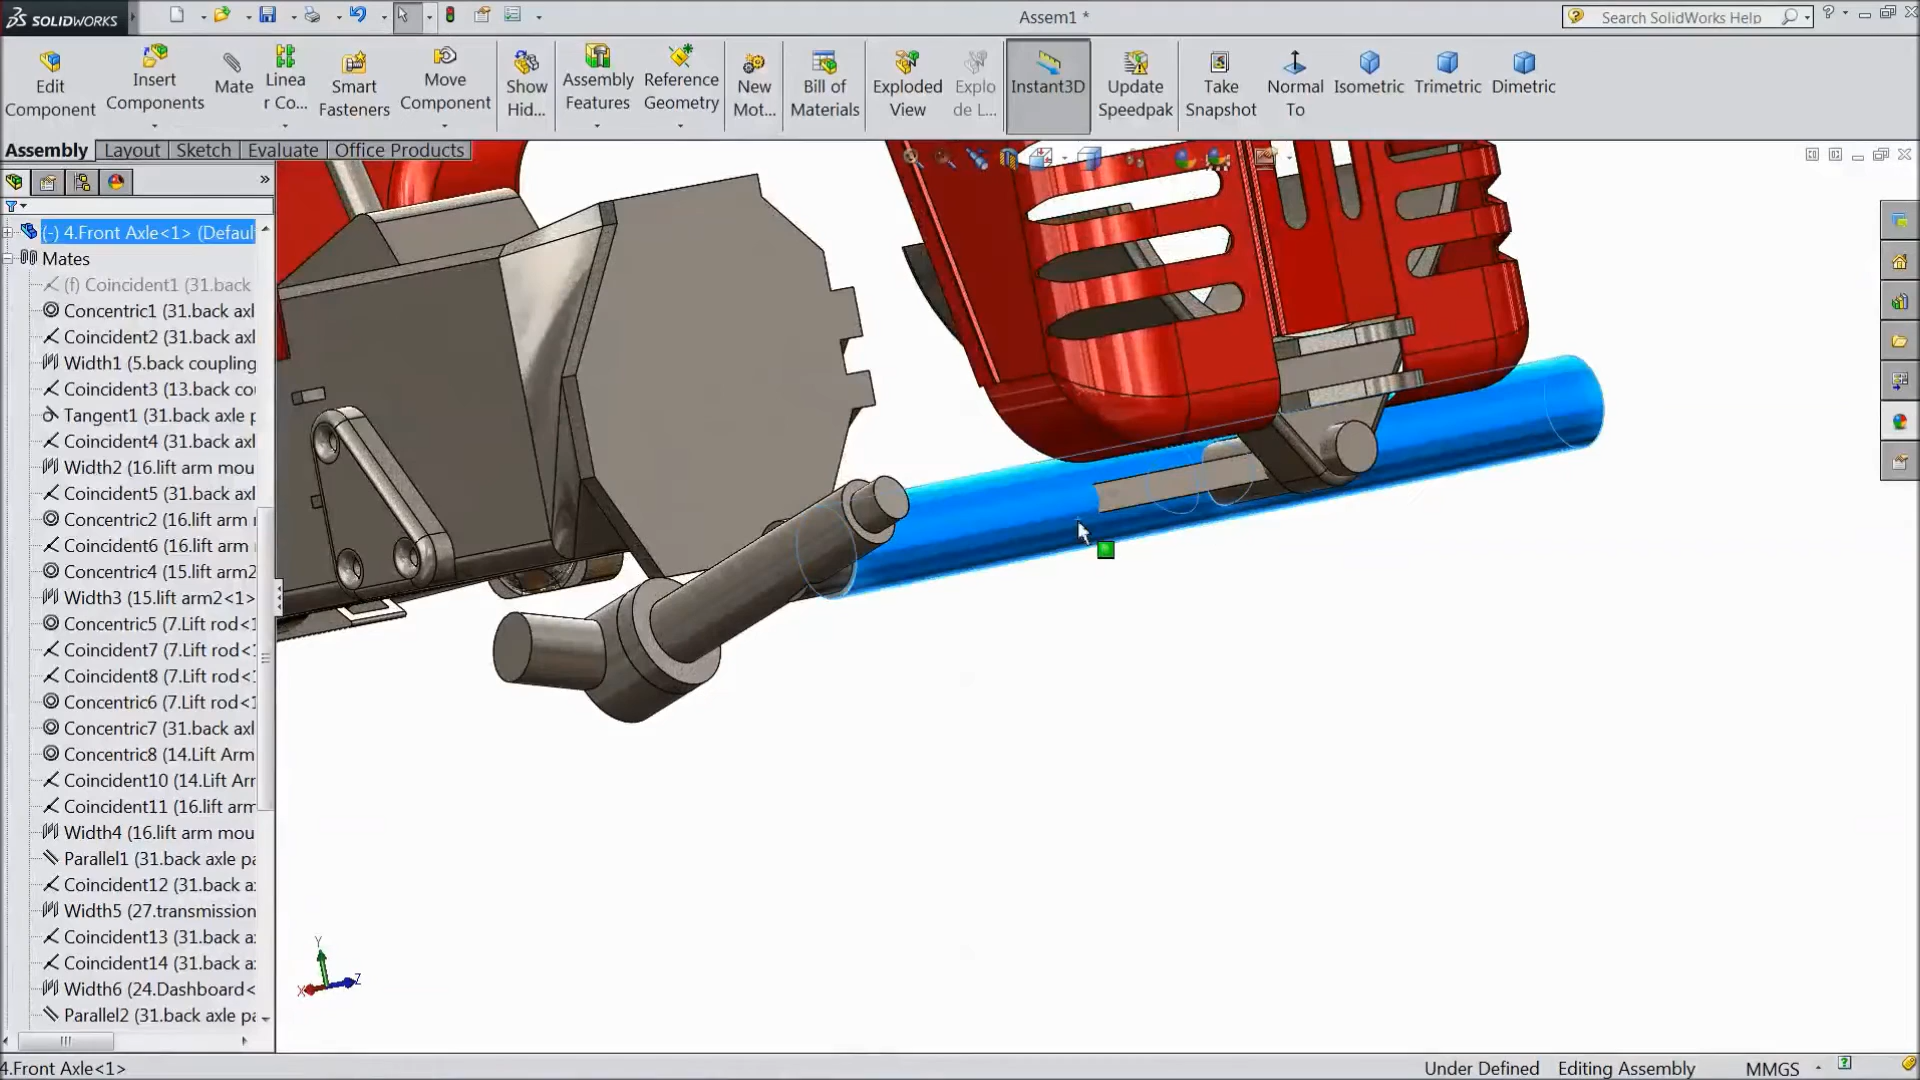 SOLIDWORKS
Assem1 *
Search SolidWorks Help
Edit Component
Insert Components
Mate
Linea r Co...
Smart Fasteners
Move Component
Show Hid...
Assembly Features
Reference Geometry
New Mot...
Bill of Materials
Exploded View
Explo de L...
Instant3D
Update Speedpak
Take Snapshot
Normal To
Isometric
Trimetric
Dimetric
Assembly
Layout
Sketch
Evaluate
Office Products
(-) 4.Front Axle<1> (Defaul
Mates
(f) Coincident1 (31.back
Concentric1 (31.back axl
Coincident2 (31.back axl
Width1 (5.back coupling
Coincident3 (13.back co
Tangent1 (31.back axle p
Coincident4 (31.back axl
Width2 (16.lift arm mou
Coincident5 (31.back axl
Concentric2 (16.lift arm
Coincident6 (16.lift arm
Concentric4 (15.lift arm2
Width3 (15.lift arm2<1>
Concentric5 (7.Lift rod<1
Coincident7 (7.Lift rod<
Coincident8 (7.Lift rod<
Concentric6 (7.Lift rod<1
Concentric7 (31.back axl
Concentric8 (14.Lift Arm
Coincident10 (14.Lift Arr
Coincident11 (16.lift arm
Width4 (16.lift arm mou
Parallel1 (31.back axle pa
Coincident12 (31.back a
Width5 (27.transmission
Coincident13 (31.back a
Coincident14 (31.back a
Width6 (24.Dashboard<
Parallel2 (31.back axle pa
Y
X
Z
4.Front Axle<1>
Under Defined
Editing Assembly
MMGS